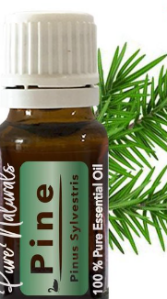 Pure Naturals
Pine
Pinus Sylvestris
100 % Pure Essential Oil